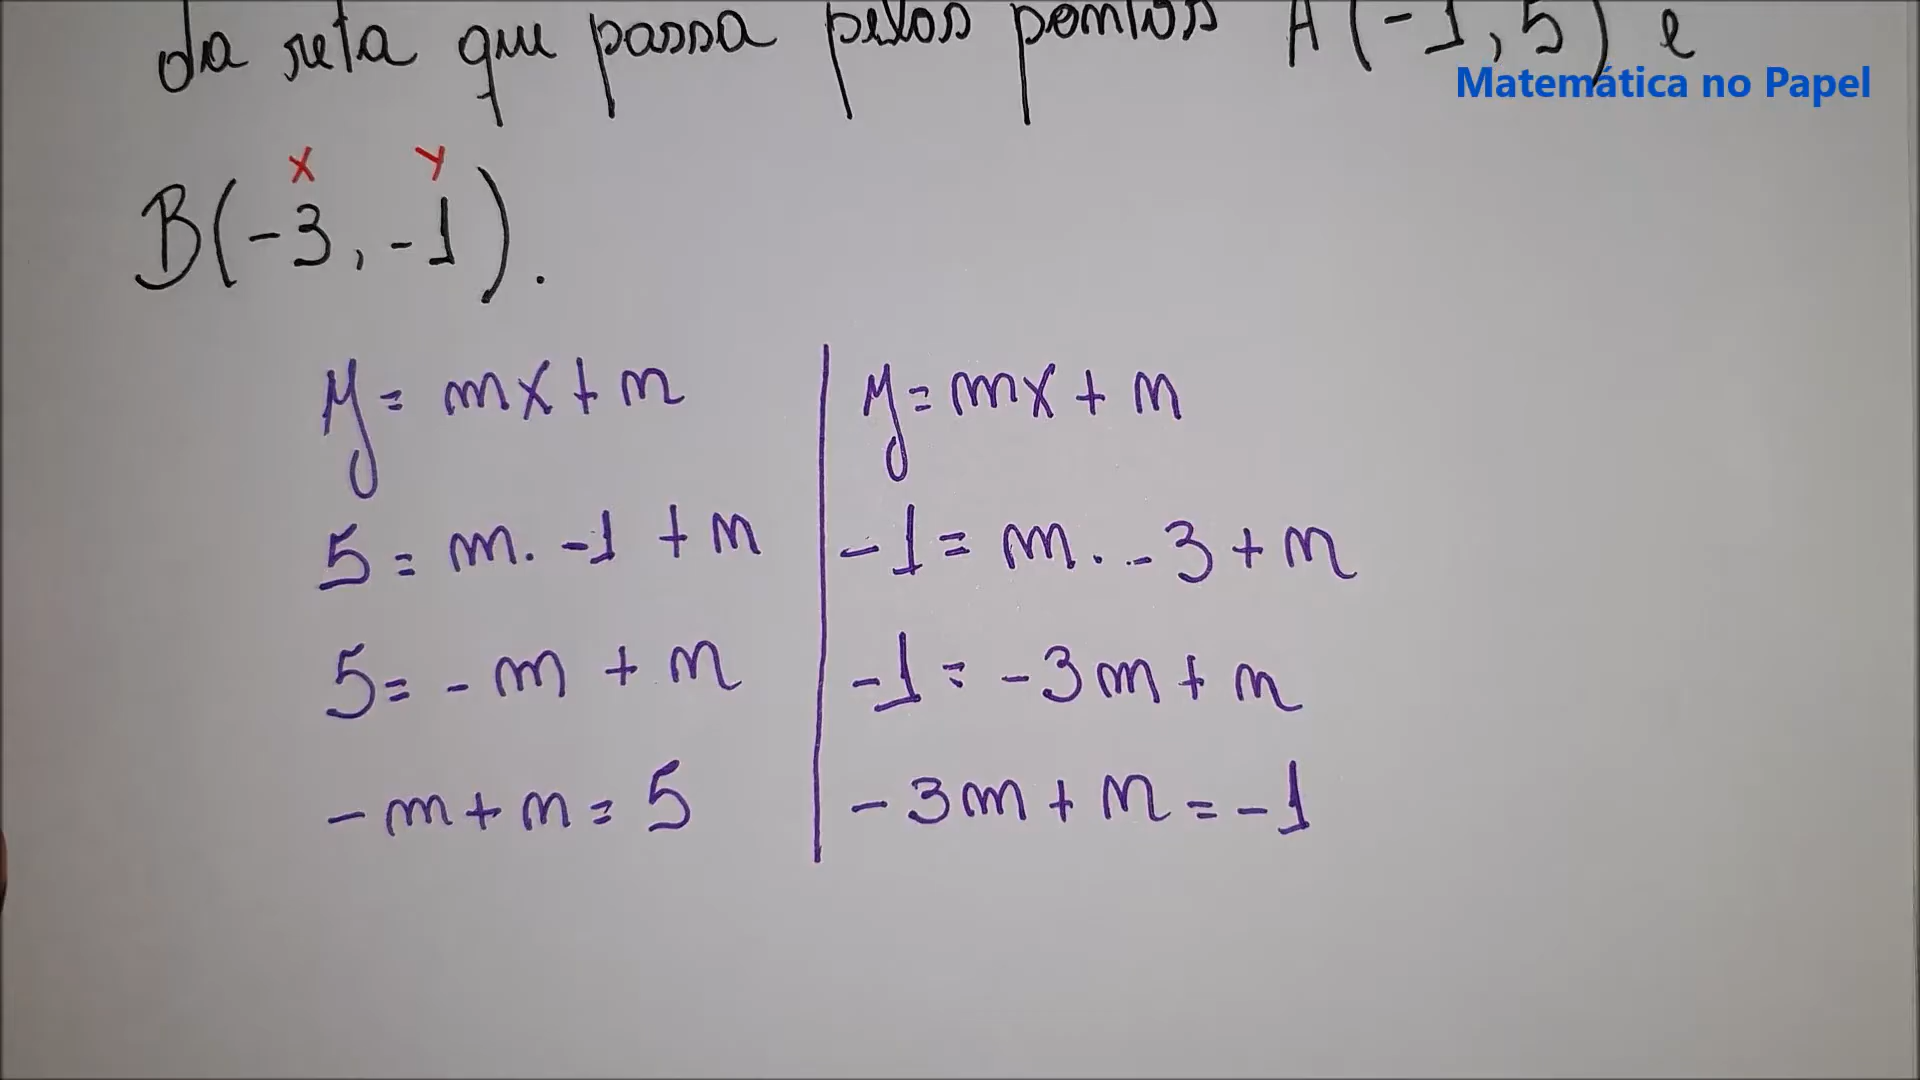 da reta que passa pelos pontos A(-1,5) e
Matemática no Papel
x y
B(-3,-1).
y = mx + n
5 = m. -1 + n
5 = -m + n
-m + n = 5
y = mx + n
-1 = m. -3 + n
-1 = -3m + n
-3m + n = -1